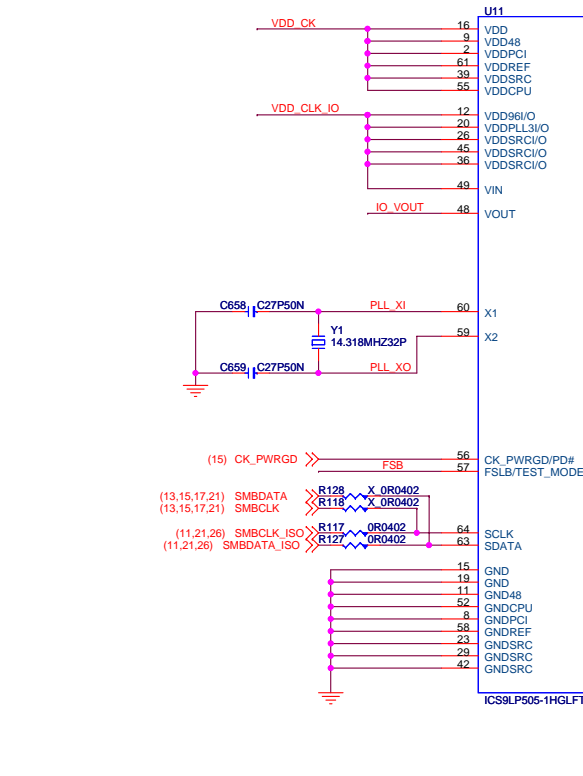 U11
VDD_CK 16 VDD
9 VDD48
2 VDDPCI
61 VDDREF
39 VDDSRC
55 VDDCPU
VDD_CLK_IO 12 VDD96I/O
20 VDDPLL3I/O
26 VDDSRCI/O
45 VDDSRCI/O
36 VDDSRCI/O
49 VIN
IO_VOUT 48 VOUT
C658 C27P50N PLL_XI 60 X1
Y1
14.318MHZ32P
59 X2
C659 C27P50N PLL_XO
(15) CK_PWRGD 56 CK_PWRGD/PD#
FSB 57 FSLB/TEST_MODE
(13,15,17,21) SMBDATA R128 X_0R0402
(13,15,17,21) SMBCLK R118 X_0R0402
(11,21,26) SMBCLK_ISO R117 0R0402 64 SCLK
(11,21,26) SMBDATA_ISO R127 0R0402 63 SDATA
15 GND
19 GND
11 GND48
52 GNDCPU
8 GNDPCI
58 GNDREF
23 GNDSRC
29 GNDSRC
42 GNDSRC
ICS9LP505-1HGLFT